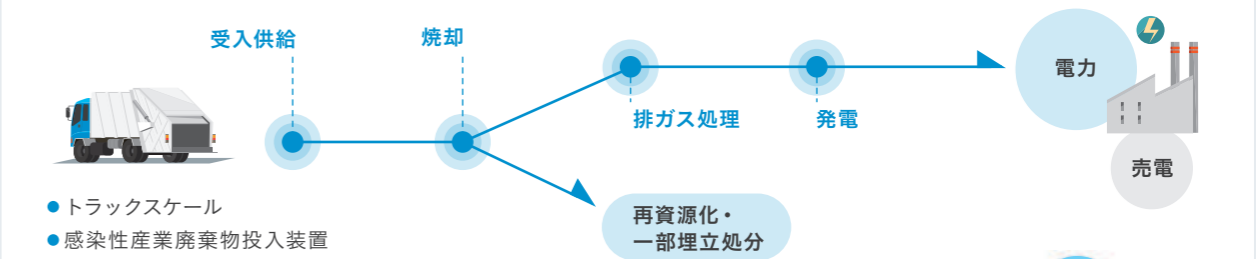 受入供給
焼却
排ガス処理
発電
電力
売電
再資源化・
一部埋立処分
●トラックスケール
●感染性産業廃棄物投入装置